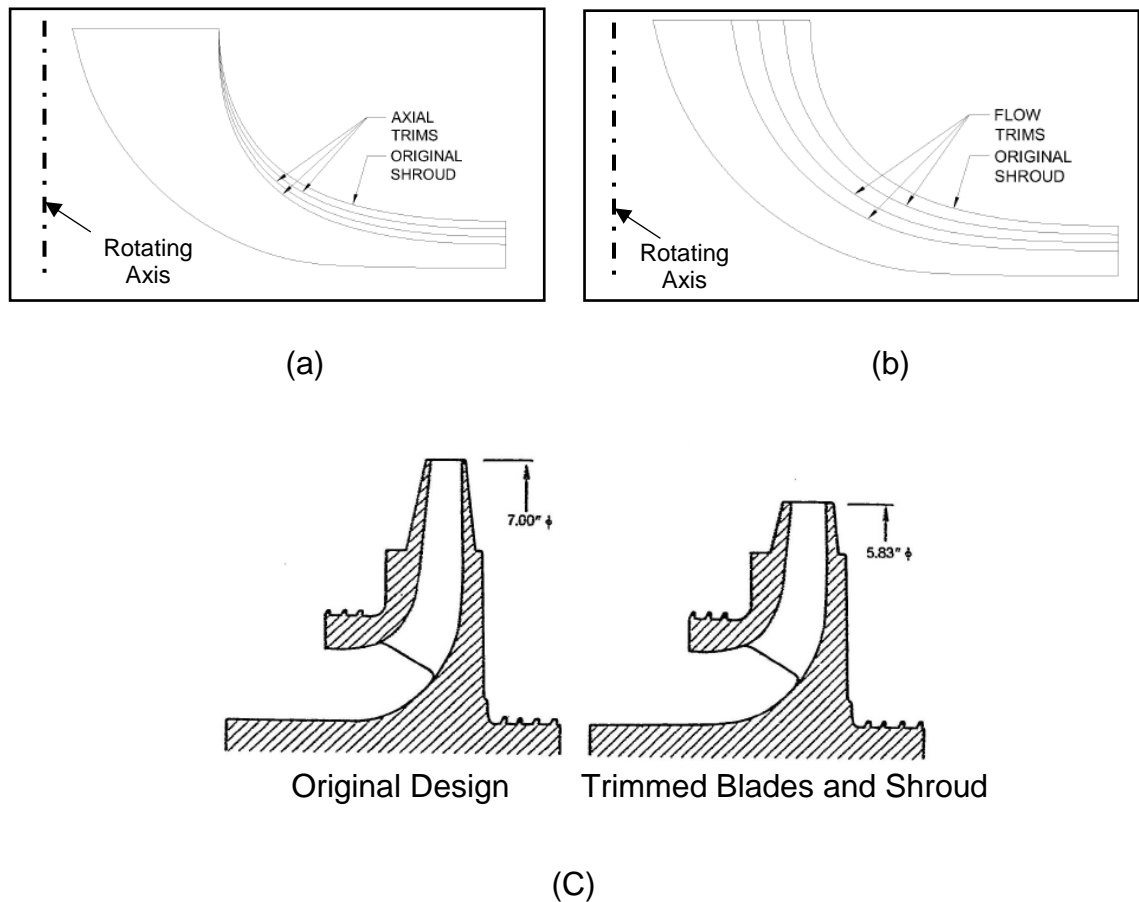 AXIAL
TRIMS
ORIGINAL
SHROUD
Rotating
Axis
(a)
FLOW
TRIMS
ORIGINAL
SHROUD
Rotating
Axis
(b)
7.00" ϕ
5.83" ϕ
Original Design
Trimmed Blades and Shroud
(C)